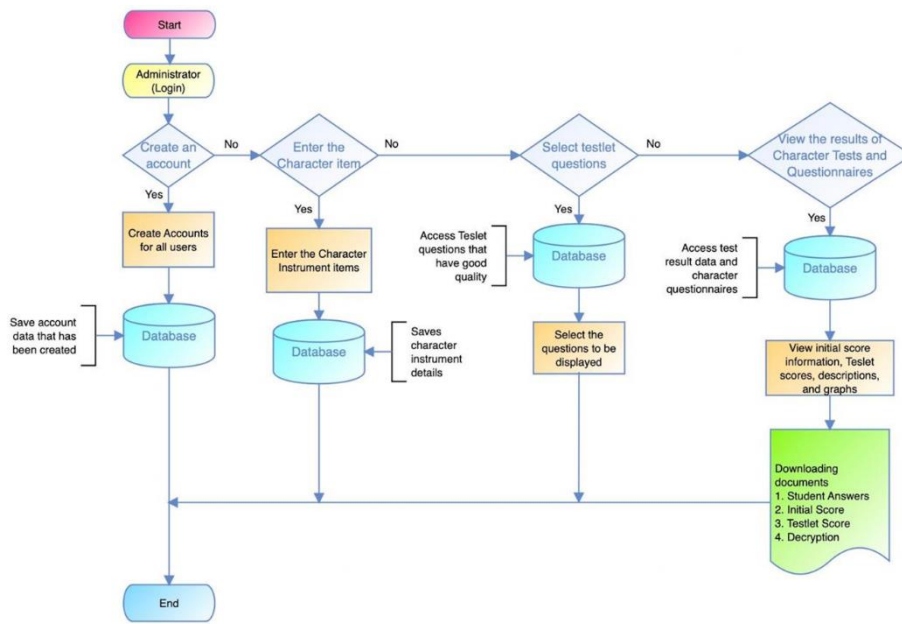 Start
Administrator
(Login)
Create an
account
No
Enter the
Character item
No
Select testlet
questions
No
View the results of
Character Tests and
Questionnaires
Yes
Yes
Yes
Yes
Create Accounts
for all users
Enter the Character
Instrument items
Access Teslet
questions that
have good
quality
Database
Access test
result data and
character
questionnaires
Database
Save account
data that has
been created
Database
Database
Saves
character
instrument
details
Select the
questions to be
displayed
View initial score
information, Teslet
scores, descriptions,
and graphs
Downloading
documents
1. Student Answers
2. Initial Score
3. Testlet Score
4. Decryption
End